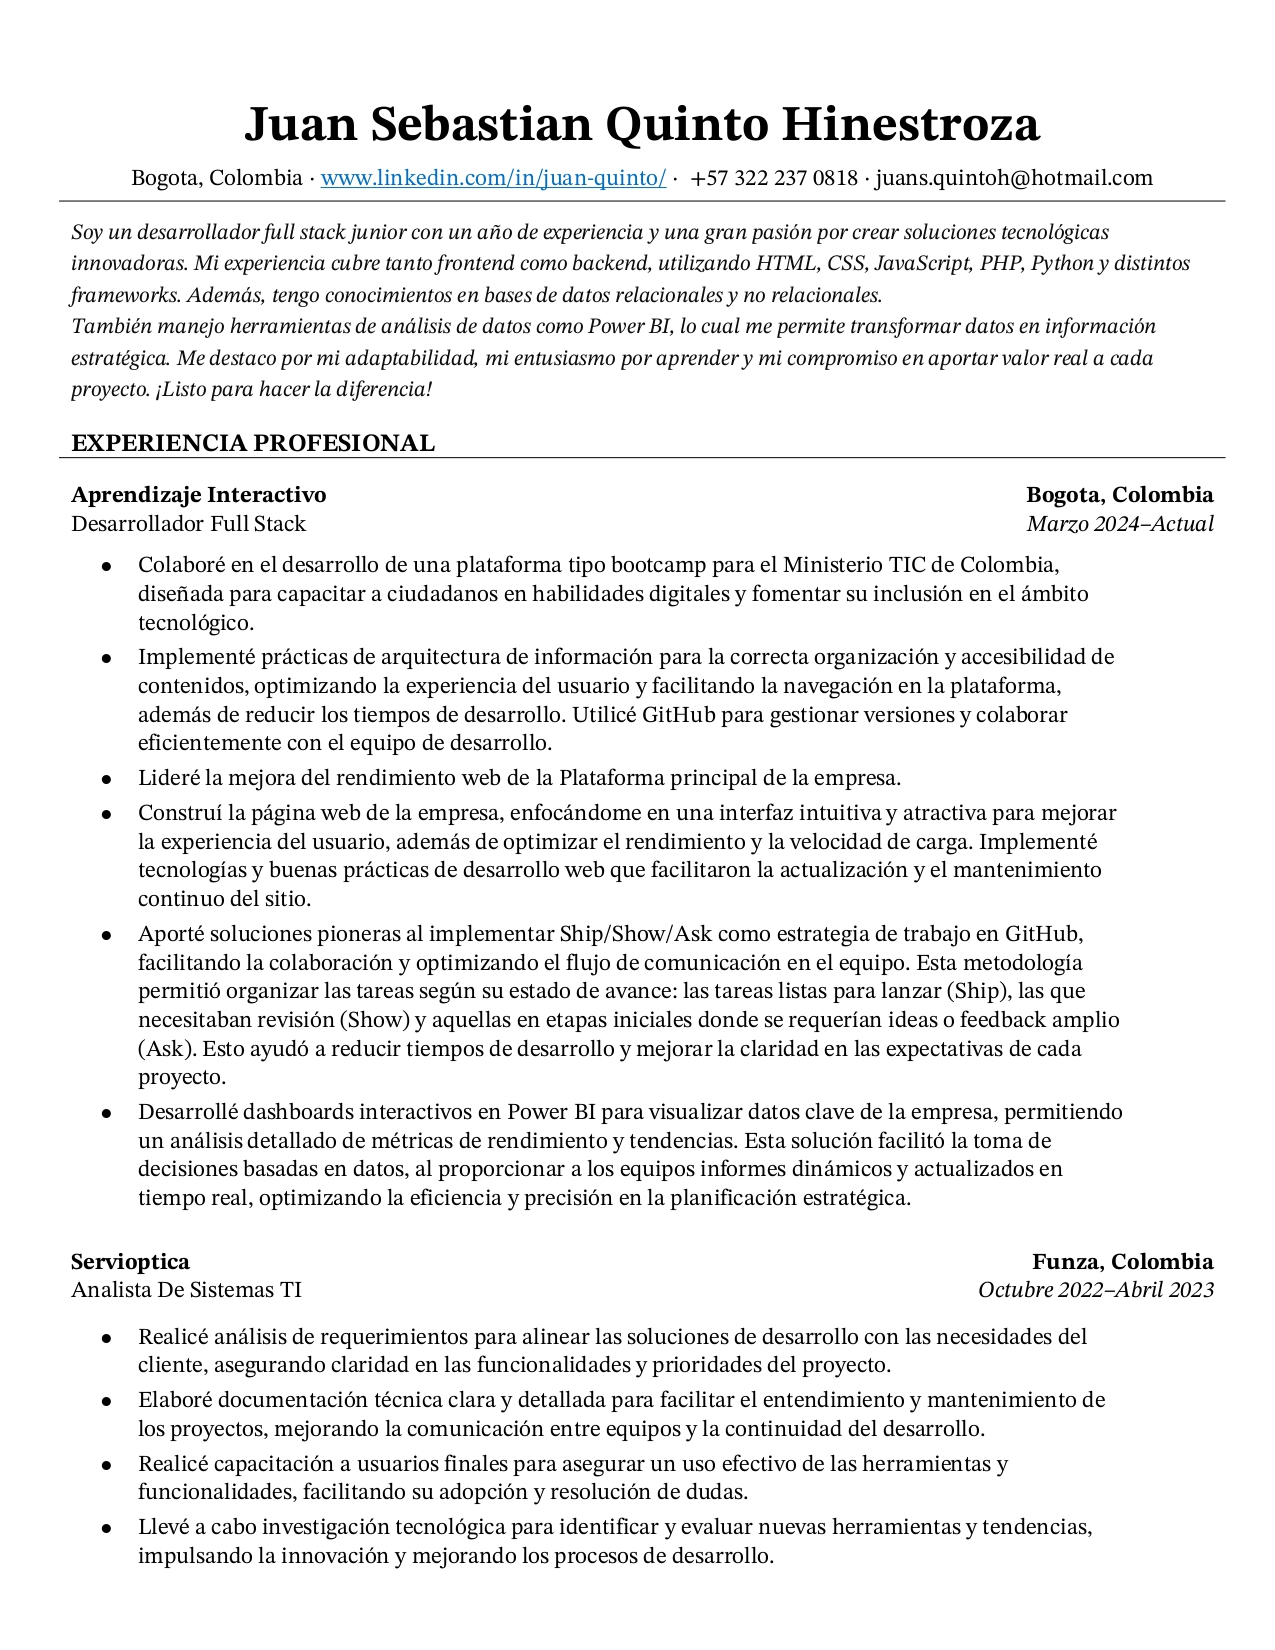 Juan Sebastian Quinto Hinestroza
Bogota, Colombia · www.linkedin.com/in/juan-quinto/ · +57 322 237 0818 · juans.quintoh@hotmail.com
Soy un desarrollador full stack junior con un año de experiencia y una gran pasión por crear soluciones tecnológicas
innovadoras. Mi experiencia cubre tanto frontend como backend, utilizando HTML, CSS, JavaScript, PHP, Python y distintos
frameworks. Además, tengo conocimientos en bases de datos relacionales y no relacionales.
También manejo herramientas de análisis de datos como Power BI, lo cual me permite transformar datos en información
estratégica. Me destaco por mi adaptabilidad, mi entusiasmo por aprender y mi compromiso en aportar valor real a cada
proyecto. ¡Listo para hacer la diferencia!
EXPERIENCIA PROFESIONAL
Aprendizaje Interactivo Bogota, Colombia
Desarrollador Full Stack Marzo 2024–Actual
● Colaboré en el desarrollo de una plataforma tipo bootcamp para el Ministerio TIC de Colombia,
diseñada para capacitar a ciudadanos en habilidades digitales y fomentar su inclusión en el ámbito
tecnológico.
● Implementé prácticas de arquitectura de información para la correcta organización y accesibilidad de
contenidos, optimizando la experiencia del usuario y facilitando la navegación en la plataforma,
además de reducir los tiempos de desarrollo. Utilicé GitHub para gestionar versiones y colaborar
eficientemente con el equipo de desarrollo.
● Lideré la mejora del rendimiento web de la Plataforma principal de la empresa.
● Construí la página web de la empresa, enfocándome en una interfaz intuitiva y atractiva para mejorar
la experiencia del usuario, además de optimizar el rendimiento y la velocidad de carga. Implementé
tecnologías y buenas prácticas de desarrollo web que facilitaron la actualización y el mantenimiento
continuo del sitio.
● Aporté soluciones pioneras al implementar Ship/Show/Ask como estrategia de trabajo en GitHub,
facilitando la colaboración y optimizando el flujo de comunicación en el equipo. Esta metodología
permitió organizar las tareas según su estado de avance: las tareas listas para lanzar (Ship), las que
necesitaban revisión (Show) y aquellas en etapas iniciales donde se requerían ideas o feedback amplio
(Ask). Esto ayudó a reducir tiempos de desarrollo y mejorar la claridad en las expectativas de cada
proyecto.
● Desarrollé dashboards interactivos en Power BI para visualizar datos clave de la empresa, permitiendo
un análisis detallado de métricas de rendimiento y tendencias. Esta solución facilitó la toma de
decisiones basadas en datos, al proporcionar a los equipos informes dinámicos y actualizados en
tiempo real, optimizando la eficiencia y precisión en la planificación estratégica.
Servioptica Funza, Colombia
Analista De Sistemas TI Octubre 2022–Abril 2023
● Realicé análisis de requerimientos para alinear las soluciones de desarrollo con las necesidades del
cliente, asegurando claridad en las funcionalidades y prioridades del proyecto.
● Elaboré documentación técnica clara y detallada para facilitar el entendimiento y mantenimiento de
los proyectos, mejorando la comunicación entre equipos y la continuidad del desarrollo.
● Realicé capacitación a usuarios finales para asegurar un uso efectivo de las herramientas y
funcionalidades, facilitando su adopción y resolución de dudas.
● Llevé a cabo investigación tecnológica para identificar y evaluar nuevas herramientas y tendencias,
impulsando la innovación y mejorando los procesos de desarrollo.